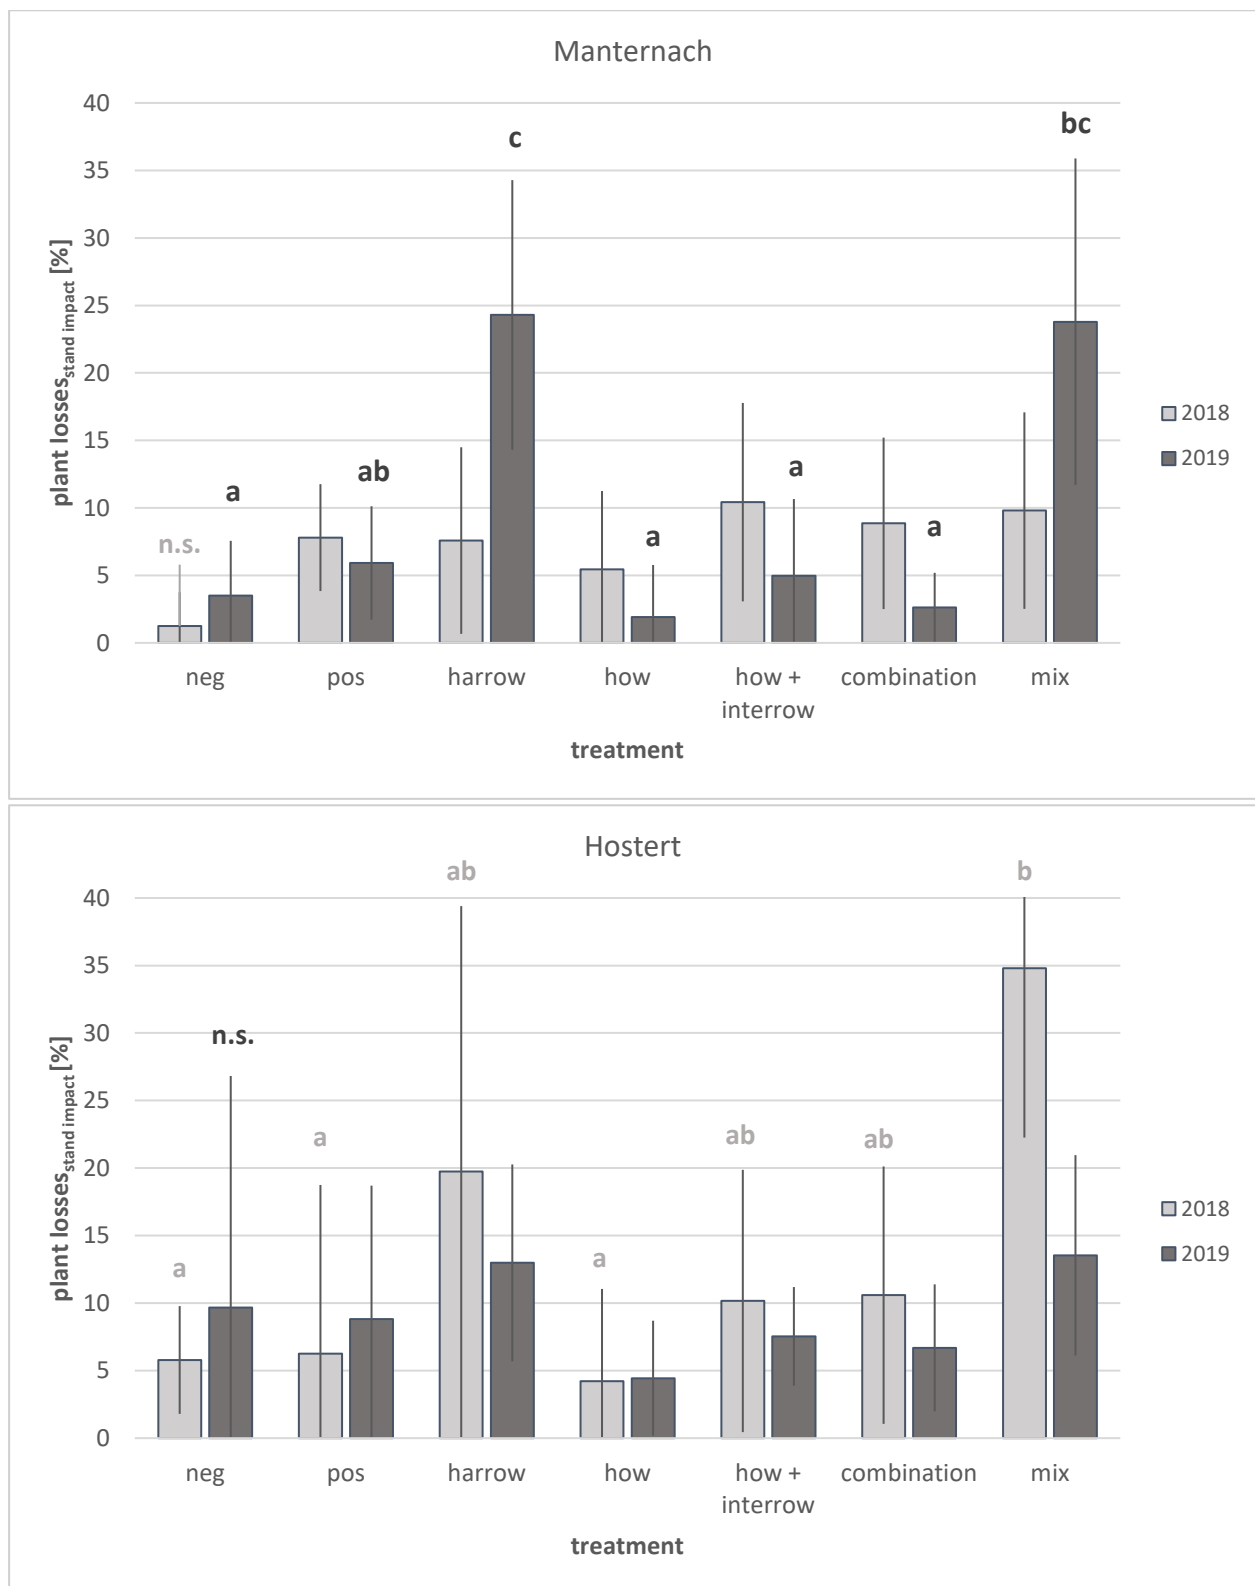 Manternach
40
35
30
25
20
15
10
5
0
plant losses stand impact [%]
n.s.
a
ab
c
a
a
a
bc
neg
pos
harrow
how
how +
interrow
combination
mix
treatment
2018
2019
Hostert
40
35
30
25
20
15
10
5
0
plant losses stand impact [%]
a
n.s.
a
ab
a
ab
ab
b
neg
pos
harrow
how
how +
interrow
combination
mix
treatment
2018
2019